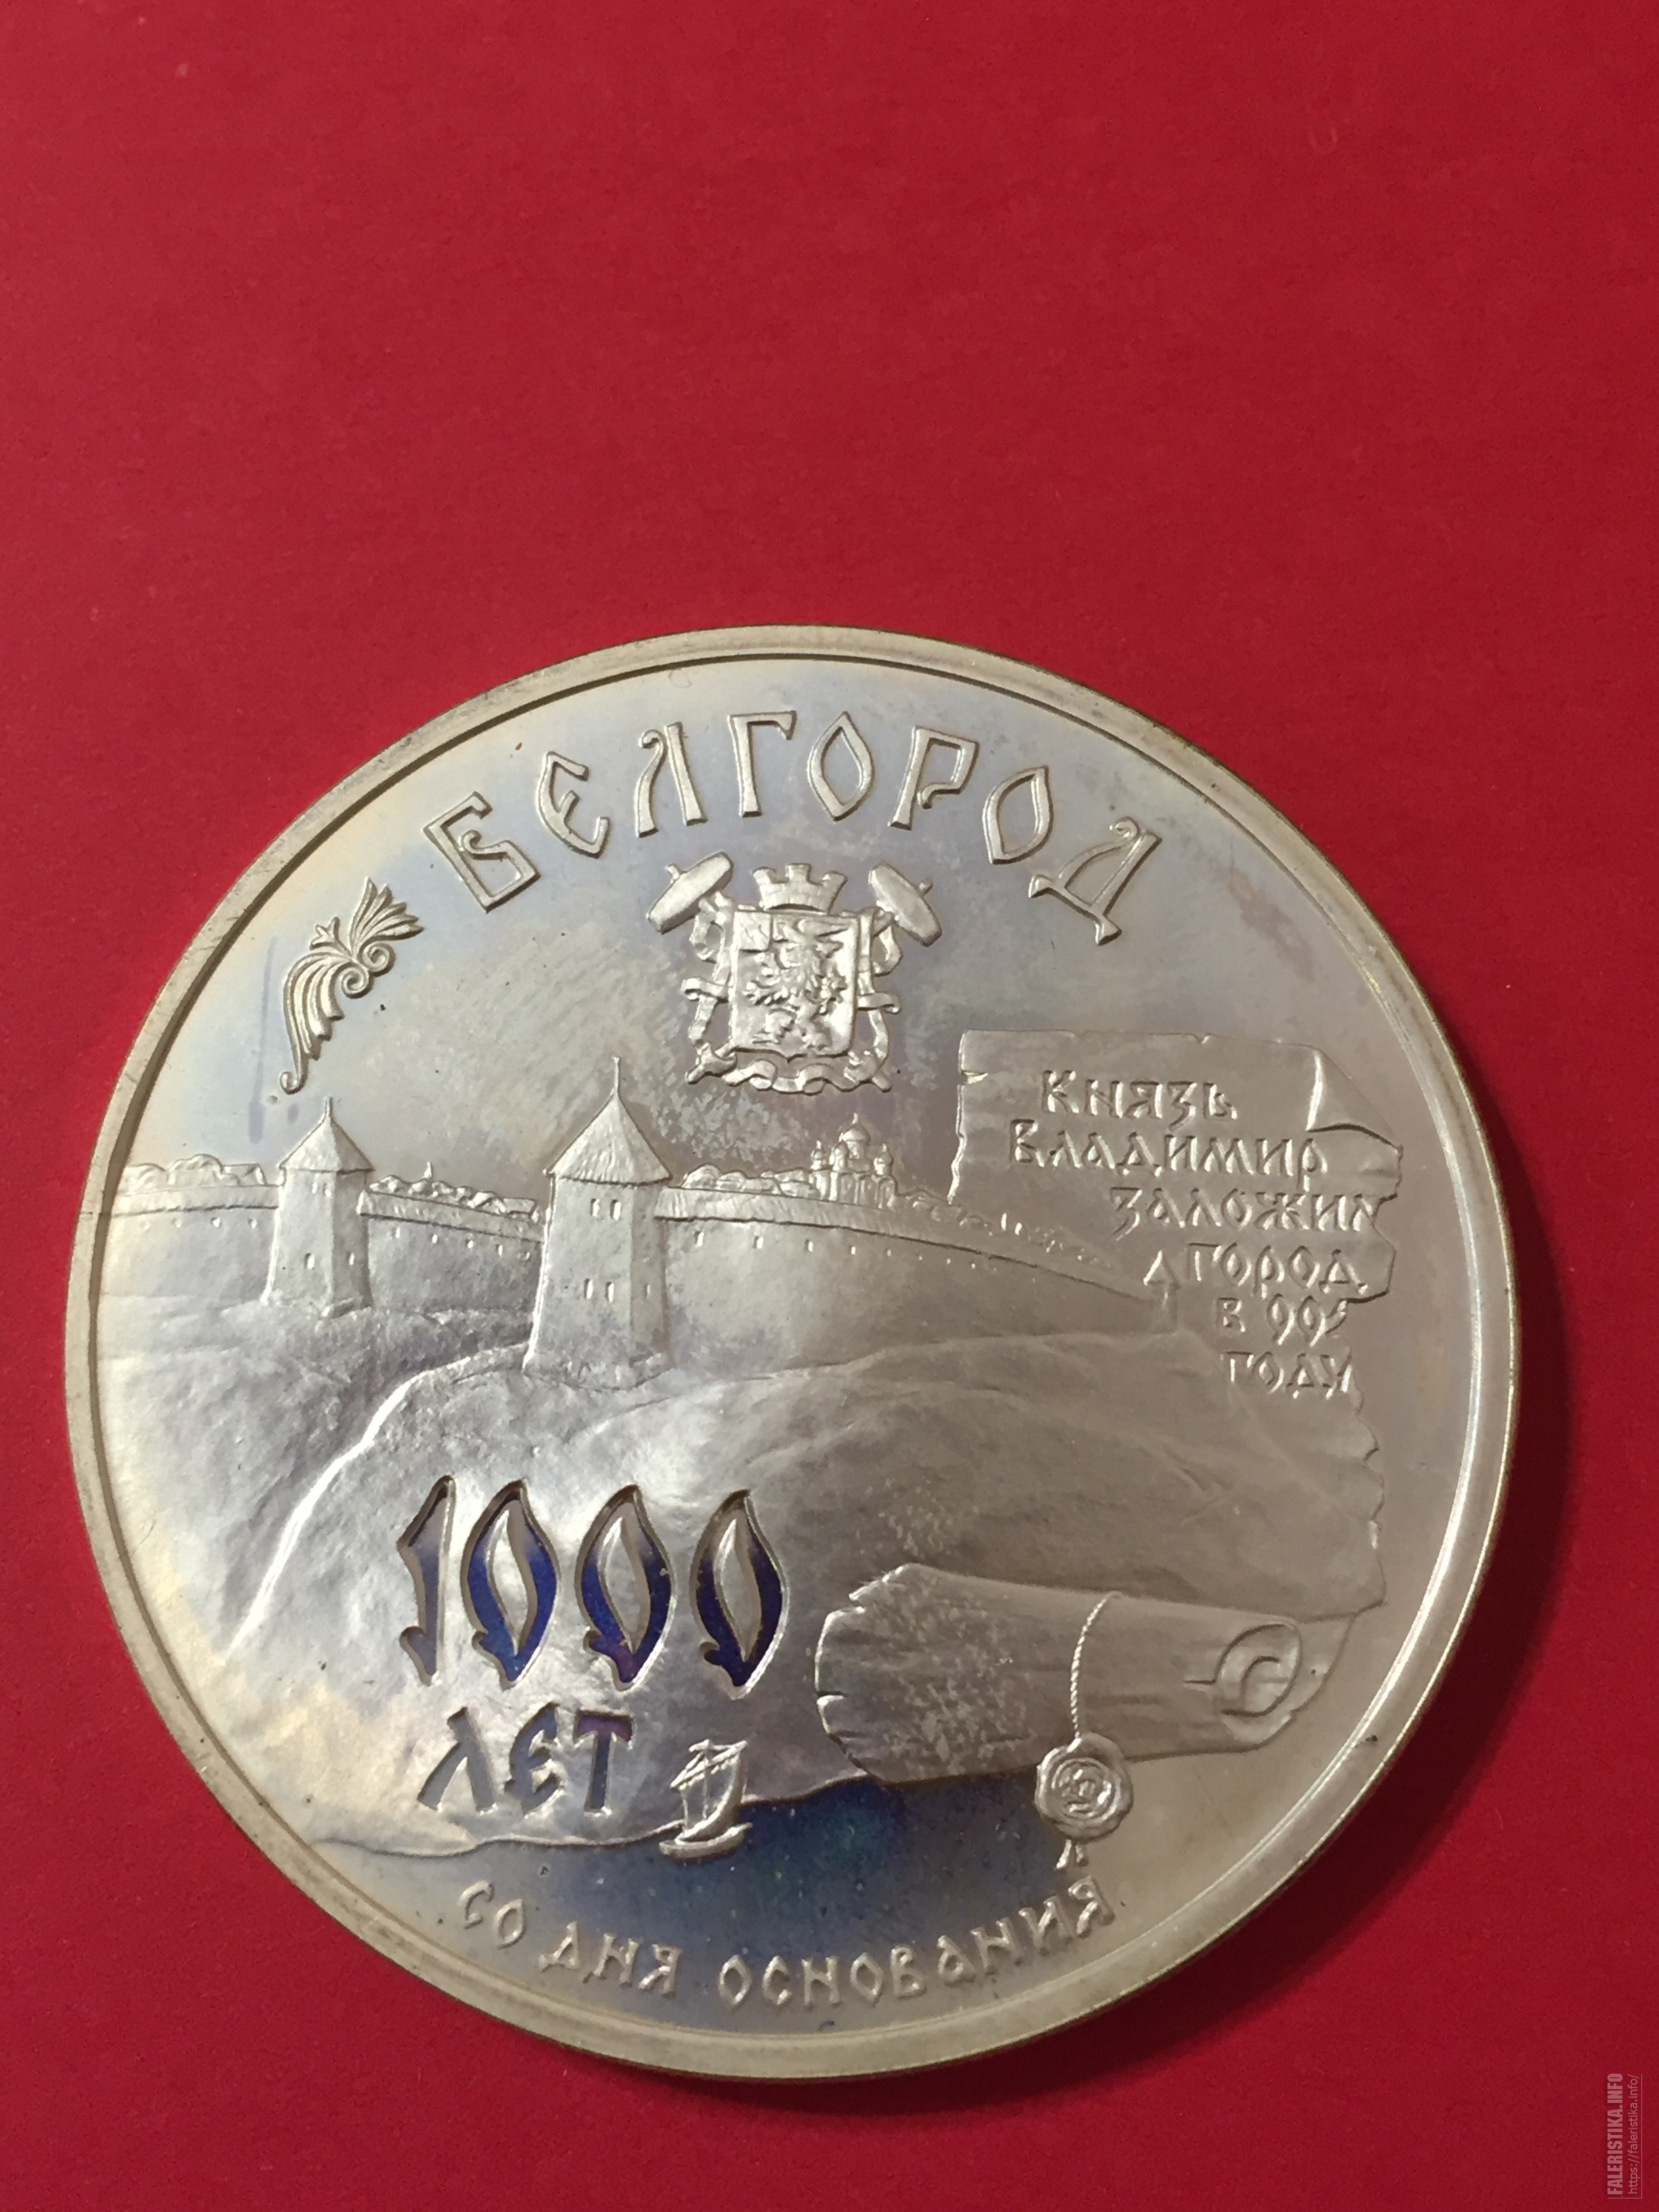 БЕЛГОРОД
КНЯЗЬ
ВЛАДИМИР
ЗАЛОЖИЛ
ГОРОД
В 995
ГОДУ
1000
ЛЕТ
СО ДНЯ ОСНОВАНИЯ
FALERISTIKA.INFO
https://faleristika.info/